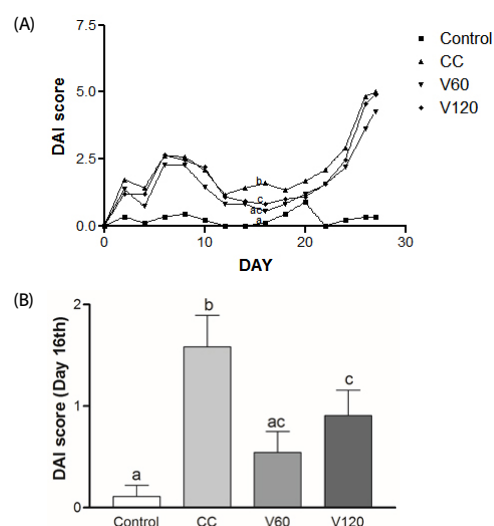 (A)
7.5
5.0
2.5
0.0
DAI score
0
10
20
30
DAY
b
c
ac
a
Control
CC
V60
V120
(B)
DAI score (Day 16th)
2
1
0
a
b
ac
c
Control CC V60 V120